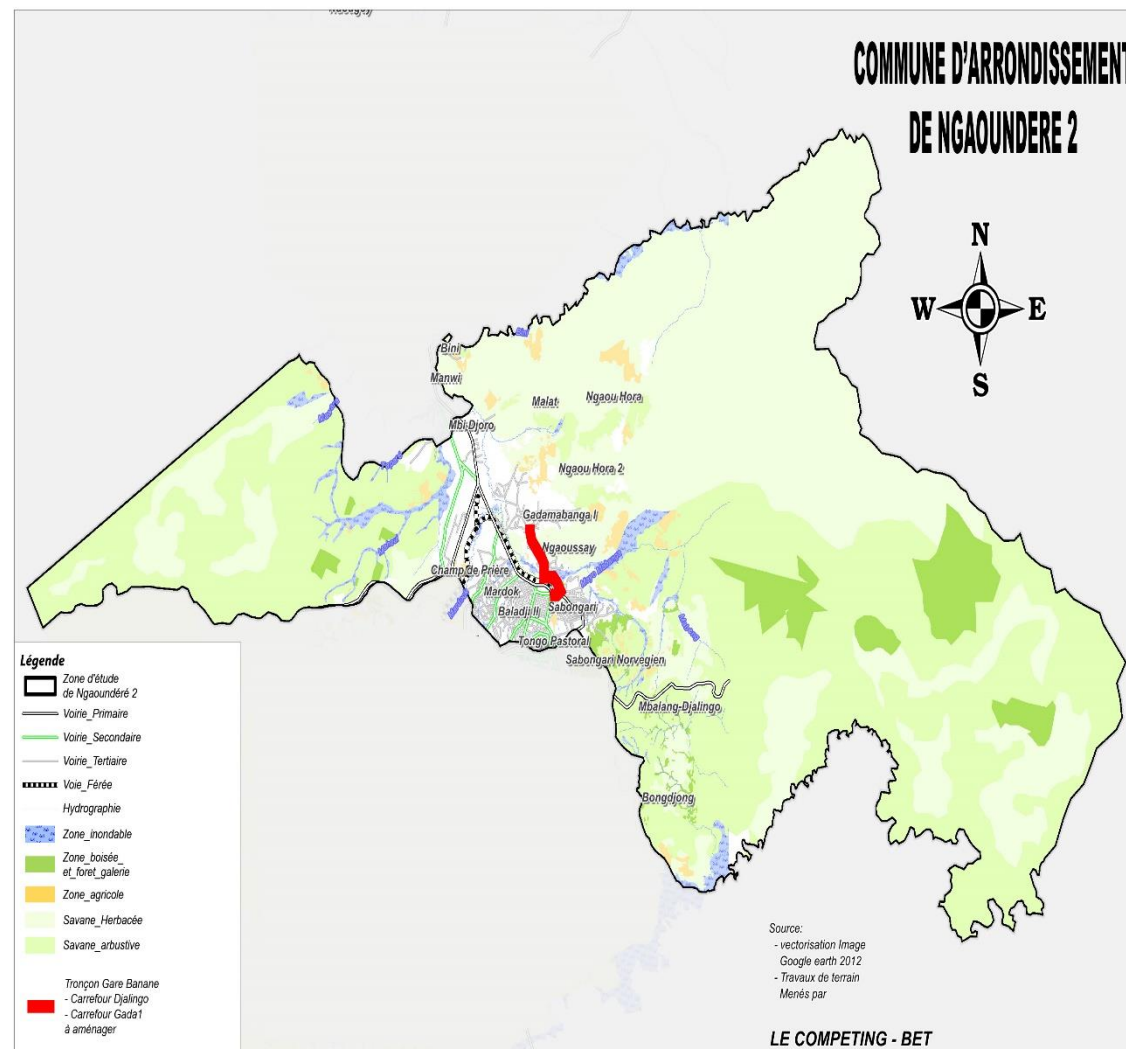 COMMUNE D'ARRONDISSEMENT
DE NGAOUNDERE 2
N
W E
S
Bini
Manwi
Malat
Ngaou Hora
Mbi Djoro
Ngaou Hora 2
Gadamabanga I
Ngaoussay
Champ de Prière
Mardok
Baladji II
Sabongari
Tongo Pastoral
Sabongari Norvegien
Mbalang-Djalingo
Bongdjong
Légende
Zone d'étude
de Ngaoundéré 2
Voirie_Primaire
Voirie_Secondaire
Voirie_Tertiaire
Voie_Férée
Hydrographie
Zone_inondable
Zone_boisée_
et_foret_galerie
Zone_agricole
Savane_Herbacée
Savane_arbustive
Tronçon Gare Banane
- Carrefour Djalingo
- Carrefour Gada1
à aménager
Source:
- vectorisation Image
Google earth 2012
- Travaux de terrain
Menés par
LE COMPETING - BET